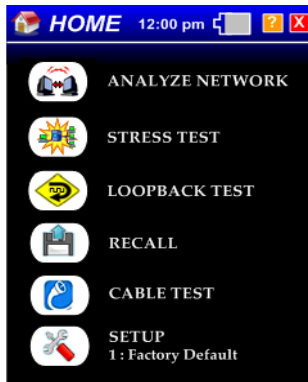 HOME 12:00 pm ? X
ANALYZE NETWORK
STRESS TEST
LOOPBACK TEST
RECALL
CABLE TEST
SETUP
1 : Factory Default